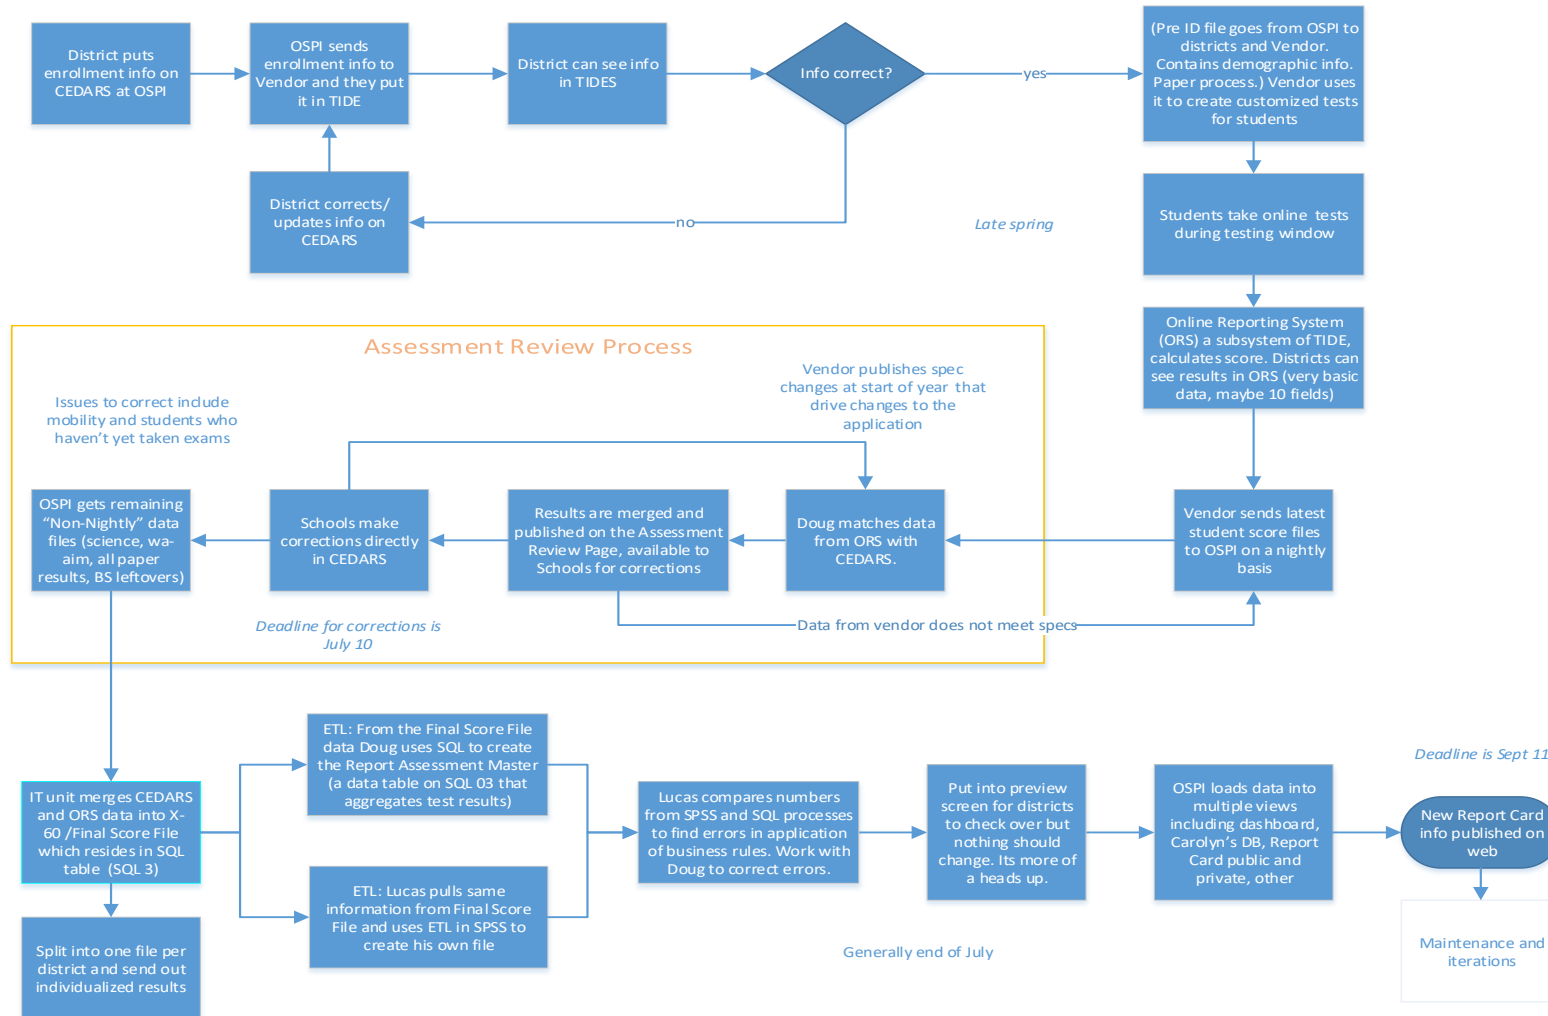 District puts
enrollment info on
CEDARS at OSPI
OSPI sends
enrollment info to
Vendor and they put
it in TIDE
District can see info
in TIDES
Info correct?
yes
(Pre ID file goes from OSPI to
districts and Vendor.
Contains demographic info.
Paper process.) Vendor uses
it to create customized tests
for students
District corrects/
updates info on
CEDARS
no
Late spring
Students take online tests
during testing window
Online Reporting System
(ORS) a subsystem of TIDE,
calculates score. Districts can
see results in ORS (very basic
data, maybe 10 fields)
Assessment Review Process
Issues to correct include
mobility and students who
haven't yet taken exams
Vendor publishes spec
changes at start of year that
drive changes to the
application
OSPI gets remaining
“Non-Nightly” data
files (science, wa-
aim, all paper
results, BS leftovers)
Schools make
corrections directly
in CEDARS
Results are merged and
published on the Assessment
Review Page, available to
Schools for corrections
Doug matches data
from ORS with
CEDARS.
Vendor sends latest
student score files
to OSPI on a nightly
basis
Deadline for corrections is
July 10
Data from vendor does not meet specs
IT unit merges CEDARS
and ORS data into X-
60 /Final Score File
which resides in SQL
table (SQL 3)
ETL: From the Final Score File
data Doug uses SQL to create
the Report Assessment Master
(a data table on SQL 03 that
aggregates test results)
ETL: Lucas pulls same
information from Final Score
File and uses ETL in SPSS to
create his own file
Lucas compares numbers
from SPSS and SQL processes
to find errors in application
of business rules. Work with
Doug to correct errors.
Put into preview
screen for districts
to check over but
nothing should
change. Its more of
a heads up.
OSPI loads data into
multiple views
including dashboard,
Carolyn's DB, Report
Card public and
private, other
Deadline is Sept 11
New Report Card
info published on
web
Split into one file per
district and send out
individualized results
Generally end of July
Maintenance and
iterations